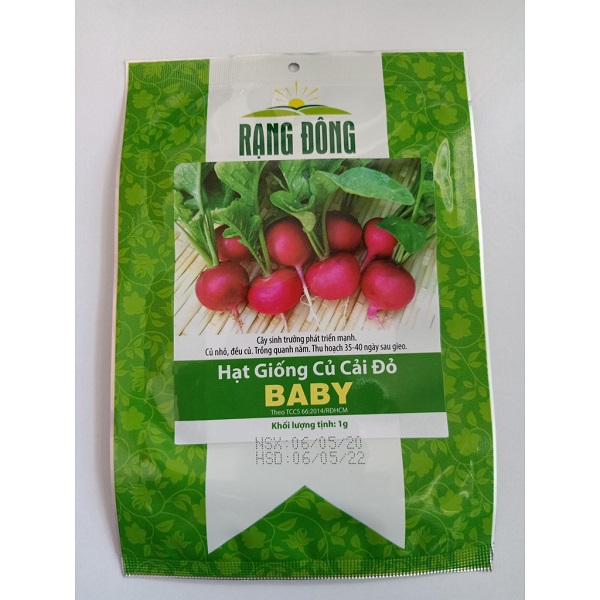 RẠNG ĐÔNG
Cây sinh trưởng phát triển mạnh.
Củ nhỏ, đều củ. Trồng quanh năm. Thu hoạch 35-40 ngày sau gieo.
Hạt Giống Củ Cải Đỏ
BABY
Theo TCCS 66:2014/RĐHCM
Khối lượng tịnh: 1g
NSX:06/05/20
HSD:06/05/22